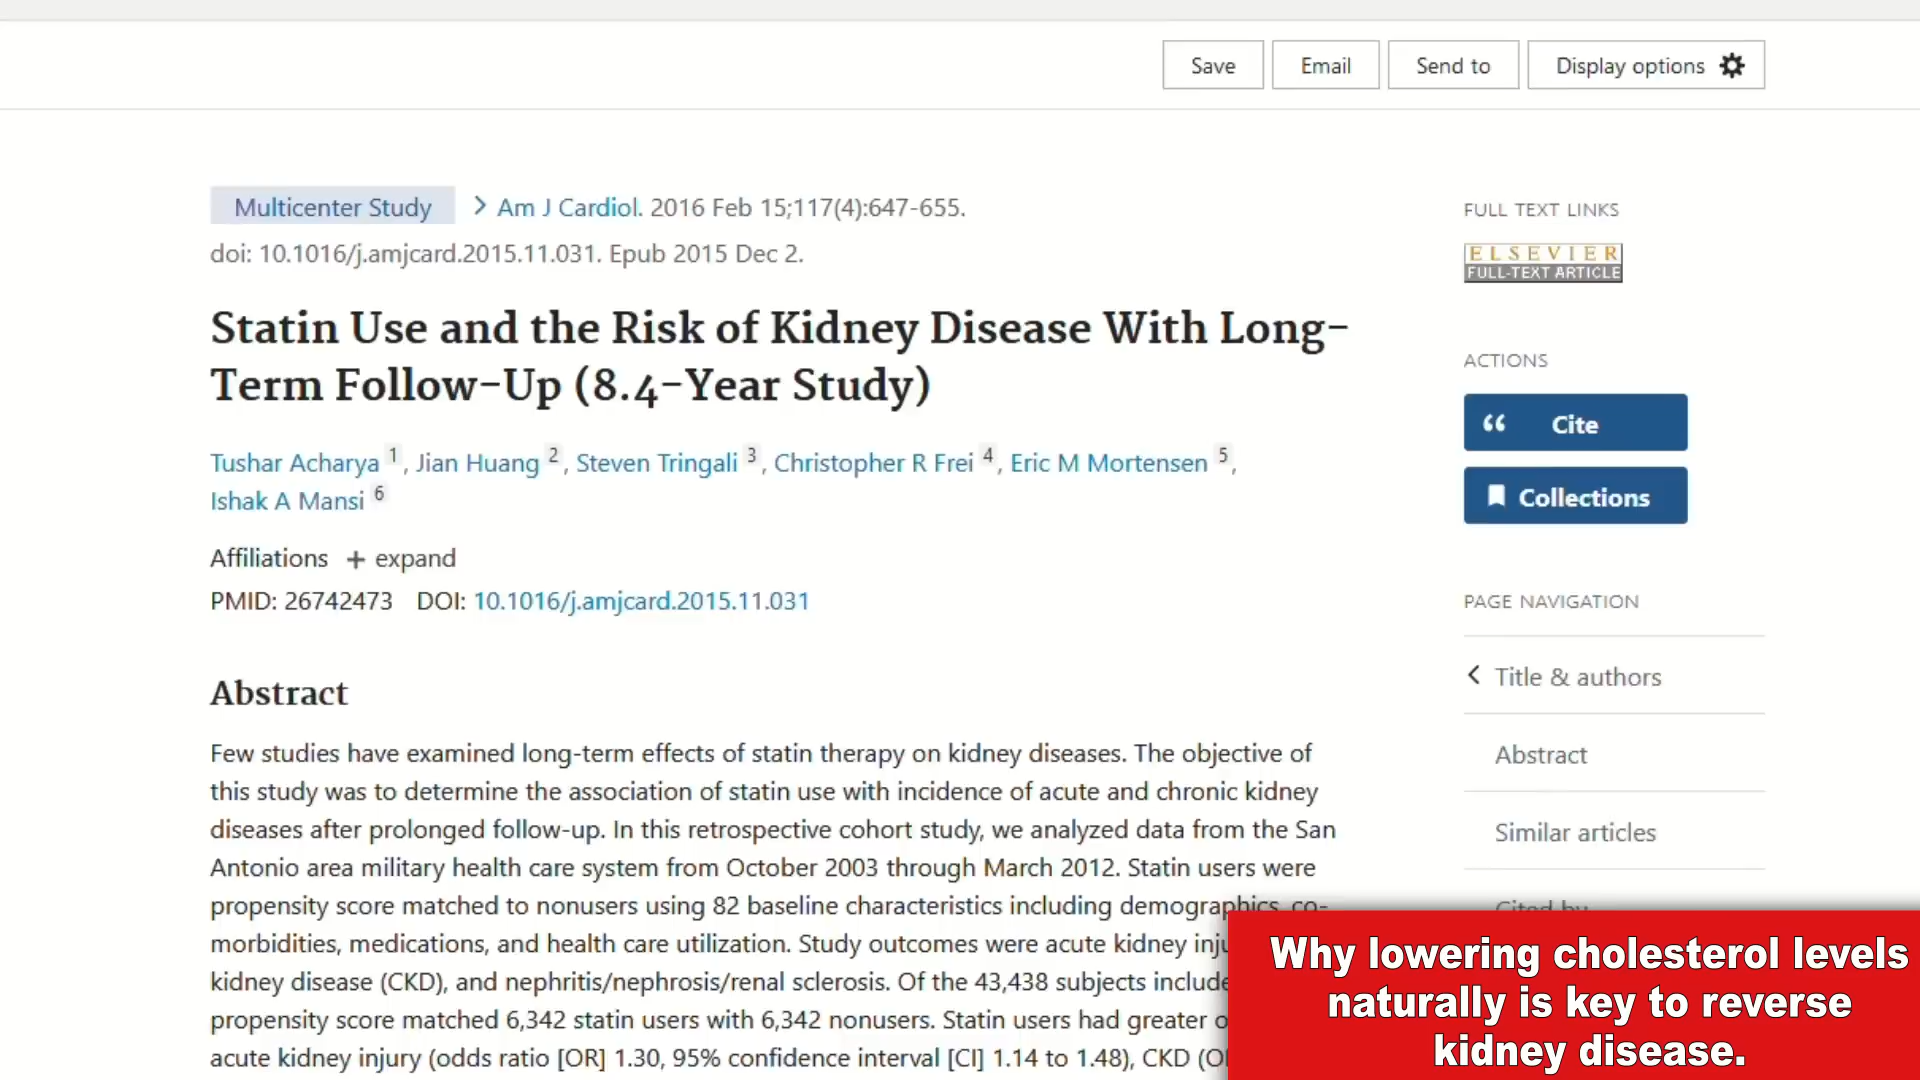 Save Email Send to Display options
Multicenter Study > Am J Cardiol. 2016 Feb 15;117(4):647-655.
doi: 10.1016/j.amjcard.2015.11.031. Epub 2015 Dec 2.
Statin Use and the Risk of Kidney Disease With Long-
Term Follow-Up (8.4-Year Study)
Tushar Acharya 1, Jian Huang 2, Steven Tringali 3, Christopher R Frei 4, Eric M Mortensen 5,
Ishak A Mansi 6
Affiliations + expand
PMID: 26742473 DOI: 10.1016/j.amjcard.2015.11.031
Abstract
Few studies have examined long-term effects of statin therapy on kidney diseases. The objective of
this study was to determine the association of statin use with incidence of acute and chronic kidney
diseases after prolonged follow-up. In this retrospective cohort study, we analyzed data from the San
Antonio area military health care system from October 2003 through March 2012. Statin users were
propensity score matched to nonusers using 82 baseline characteristics including demographics, co-
morbidities, medications, and health care utilization. Study outcomes were acute kidney inju
kidney disease (CKD), and nephritis/nephrosis/renal sclerosis. Of the 43,438 subjects include
propensity score matched 6,342 statin users with 6,342 nonusers. Statin users had greater o
acute kidney injury (odds ratio [OR] 1.30, 95% confidence interval [CI] 1.14 to 1.48), CKD (O
FULL TEXT LINKS
ELSEVIER
FULL-TEXT ARTICLE
ACTIONS
Cite
Collections
PAGE NAVIGATION
< Title & authors
Abstract
Similar articles
Cited by
Why lowering cholesterol levels
naturally is key to reverse
kidney disease.